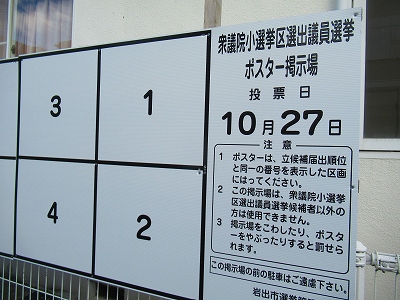 衆議院小選挙区選出議員選挙
ポスター掲示場
投票日
10月27日
注意
1 ポスターは、立候補届出順位
と同一の番号を表示した区画
にはってください。
2 この掲示場は、衆議院小選挙
区選出議員選挙候補者以外の
方は使用できません。
3 掲示場をこわしたり、ポスタ
ーをやぶったりすると罰せら
れます。
この掲示場の前の駐車はご遠慮下さい。
岩出市選挙管
3
1
4
2